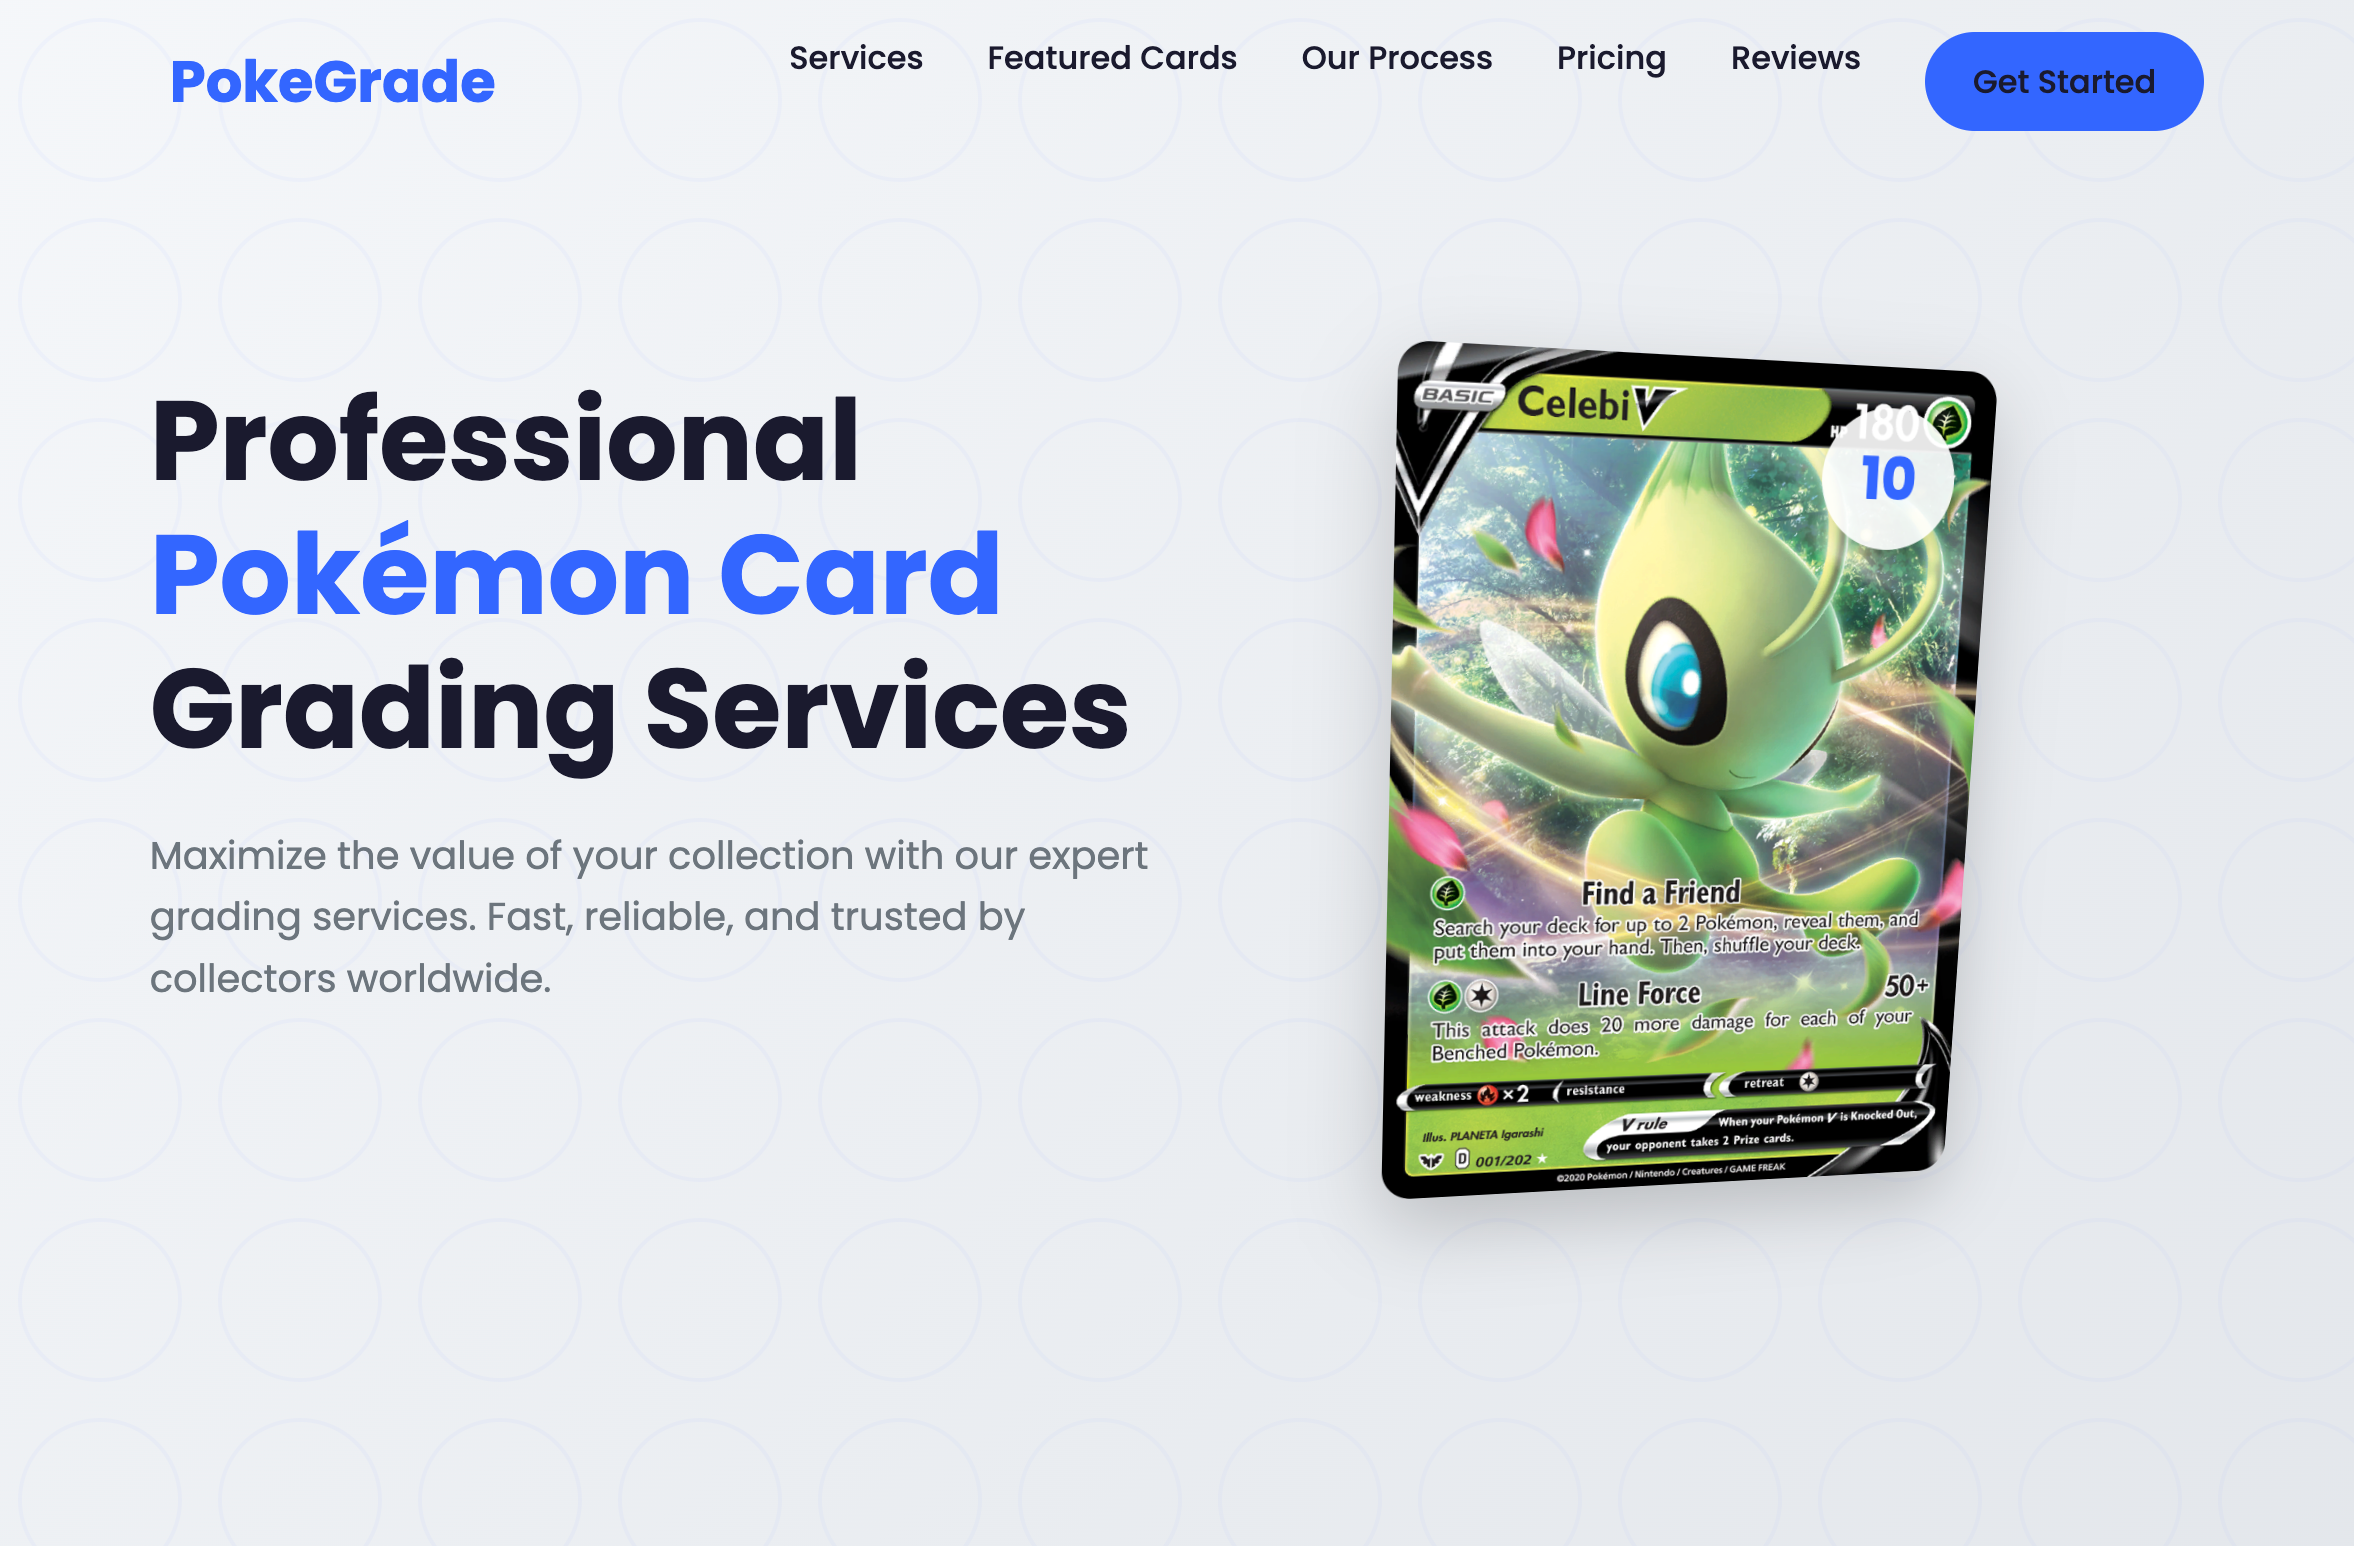 PokeGrade
Services
Featured Cards
Our Process
Pricing
Reviews
Get Started
Professional
Pokémon Card
Grading Services
Maximize the value of your collection with our expert
grading services. Fast, reliable, and trusted by
collectors worldwide.
BASIC
Celebi V
HP 180
10
Find a Friend
Search your deck for up to 2 Pokémon, reveal them, and
put them into your hand. Then, shuffle your deck.
Line Force
50+
This attack does 20 more damage for each of your
Benched Pokémon.
weakness ×2
resistance
retreat
V rule
When your Pokémon V is Knocked Out,
your opponent takes 2 Prize cards.
Illus. PLANETA Igarashi
D 001/202 ★
©2020 Pokémon / Nintendo / Creatures / GAME FREAK